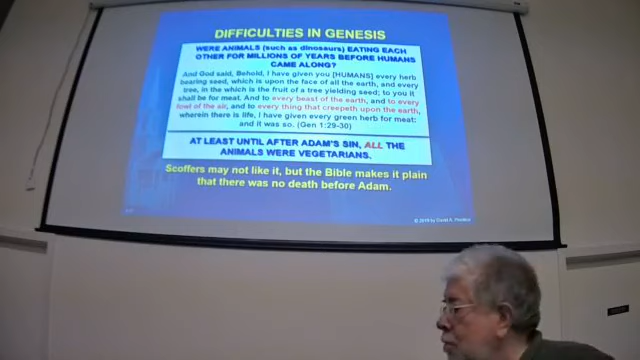 DIFFICULTIES IN GENESIS
WERE ANIMALS (such as dinosaurs) EATING EACH
OTHER FOR MILLIONS OF YEARS BEFORE HUMANS
CAME ALONG?
And God said, Behold, I have given you [HUMANS] every herb
bearing seed, which is upon the face of all the earth, and every
tree, in the which is the fruit of a tree yielding seed; to you it
shall be for meat. And to every beast of the earth, and to every
fowl of the air, and to every thing that creepeth upon the earth,
wherein there is life, I have given every green herb for meat:
and it was so. (Gen 1:29-30)
AT LEAST UNTIL AFTER ADAM'S SIN, ALL THE
ANIMALS WERE VEGETARIANS.
Scoffers may not like it, but the Bible makes it plain
that there was no death before Adam.
by David A.